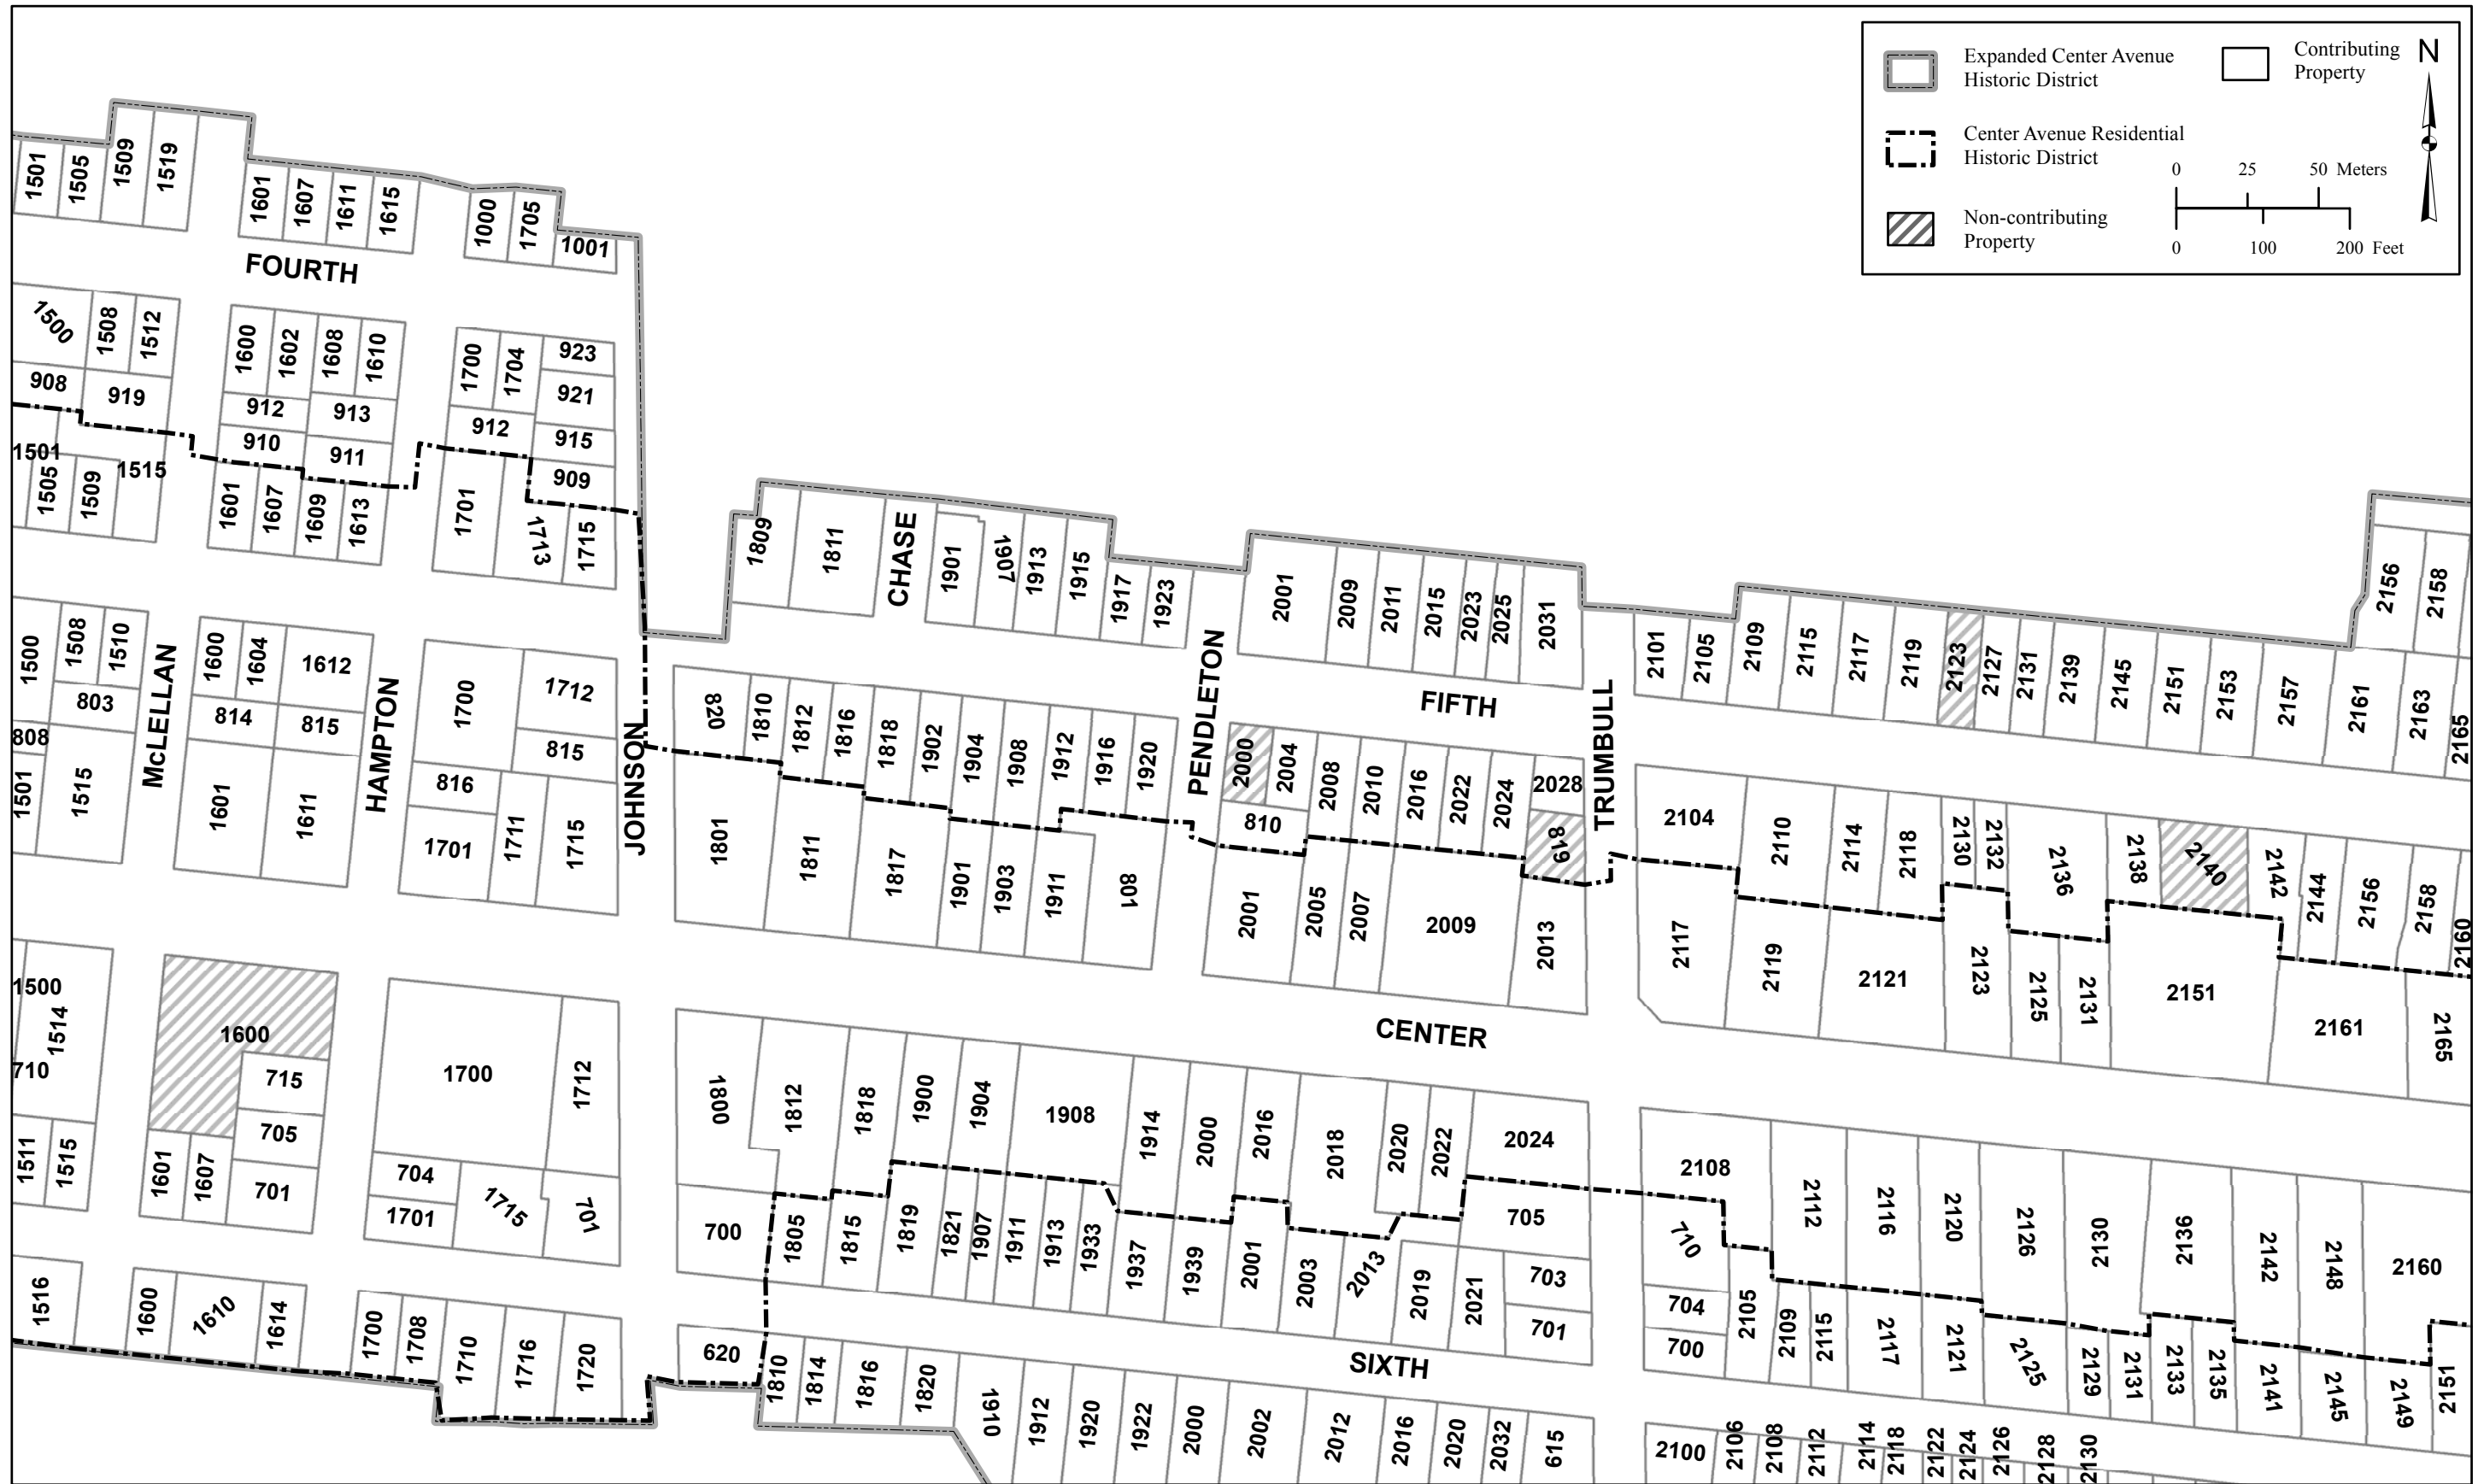 Expanded Center Avenue
Historic District
Contributing
Property
N
Center Avenue Residential
Historic District
0 25 50 Meters
Non-contributing
Property
0 100 200 Feet
1501 1505 1509 1519
1601 1607 1611 1615
1000 1705 1001
FOURTH
1500 1508 1512
1600 1602 1608 1610
1700 1704 923
908 919
912 913
921
910 911
912 915
1501 1505 1509 1515
1601 1607 1609 1613
1701 1713 909 1715
1809 1811
CHASE
1901 1907 1913 1915 1917 1923
2001 2009 2011 2015 2023 2025 2031
2156 2158
1500 1508 1510
803
McLELLAN
1600 1604 1612
814 815
HAMPTON
1700 1712
815
JOHNSON
820 1810 1812 1816 1818 1902 1904 1908 1912 1916 1920
PENDLETON
FIFTH
TRUMBULL
2101 2105 2109 2115 2117 2119 2123 2127 2131 2139 2145 2151 2153 2157 2161 2163 2165
808
1501 1515
1601 1611
816
1701 1711 1715
1801 1811 1817 1901 1903 1911 801
2000 2004 2008 2010 2016 2022 2024 2028
810 819
2001 2005 2007 2009 2013
2104 2110 2114 2118 2130 2132 2136 2138 2140 2142 2144 2156 2158 2160
2117 2119 2121 2123 2125 2131 2151 2161 2165
CENTER
1500 1514
710
1600
715
705
701
1511 1515
1601 1607
1700 1712
704
1701 1715 701
1800 1812 1818 1900 1904 1908 1914 2000 2016 2018 2020 2022 2024
2108 2112 2116 2120 2126 2130 2136 2142 2148 2160
700 1805 1815 1819 1821 1907 1911 1913 1933 1937 1939 2001 2003 2013 2019 2021 705
703
701
710
704
700
2105 2109 2115 2117 2121 2125 2129 2131 2133 2135 2141 2145 2149 2151
SIXTH
1516
1600 1610 1614
1700 1708 1710 1716 1720
620 1810 1814 1816 1820 1910 1912 1920 1922 2000 2002 2012 2016 2020 2032 615
2100 2106 2108 2112 2114 2118 2122 2124 2126 2128 2130